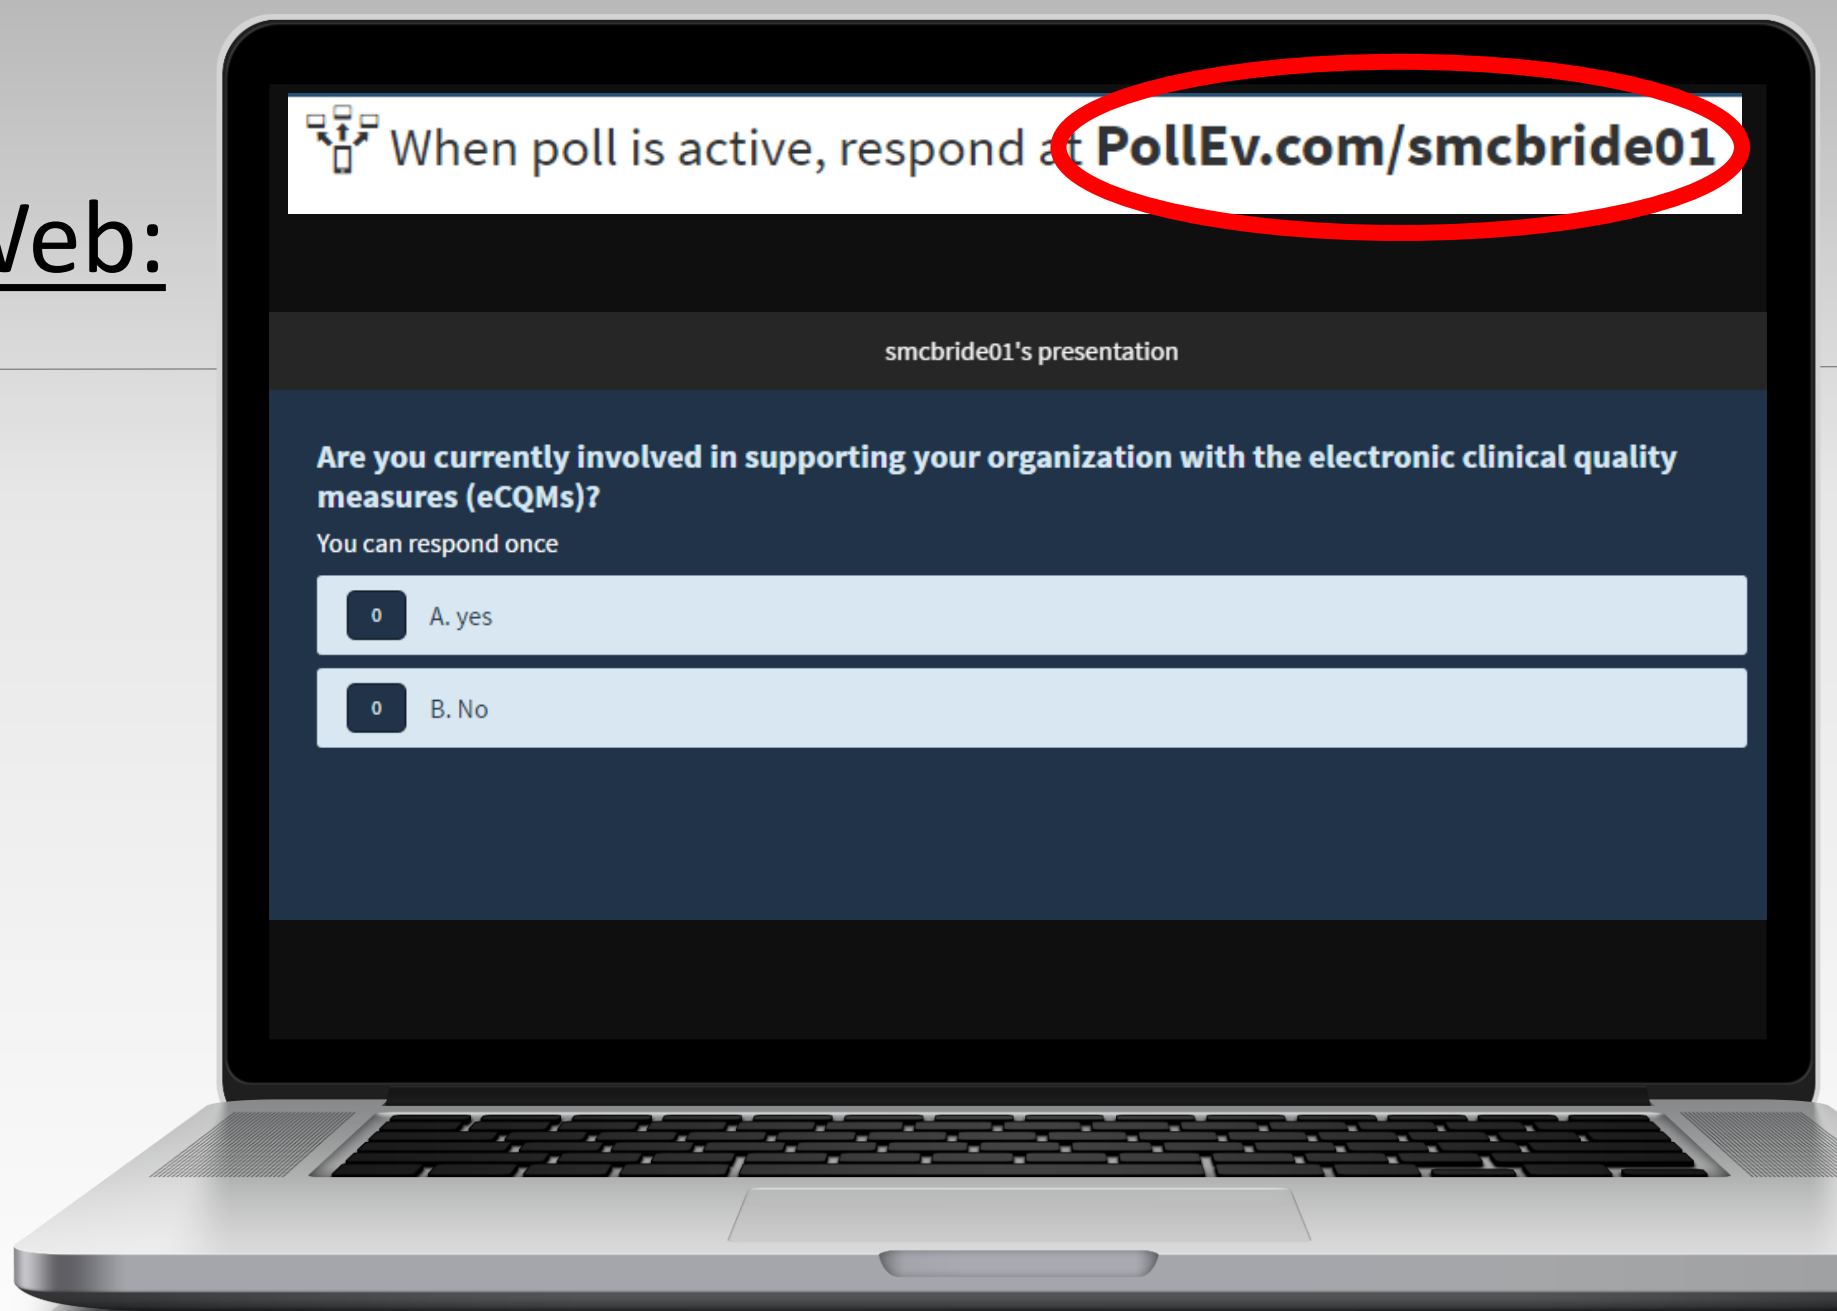 When poll is active, respond at PollEv.com/smcbride01
Web:
smcbride01's presentation
Are you currently involved in supporting your organization with the electronic clinical quality
measures (eCQMs)?
You can respond once
0 A. yes
0 B. No